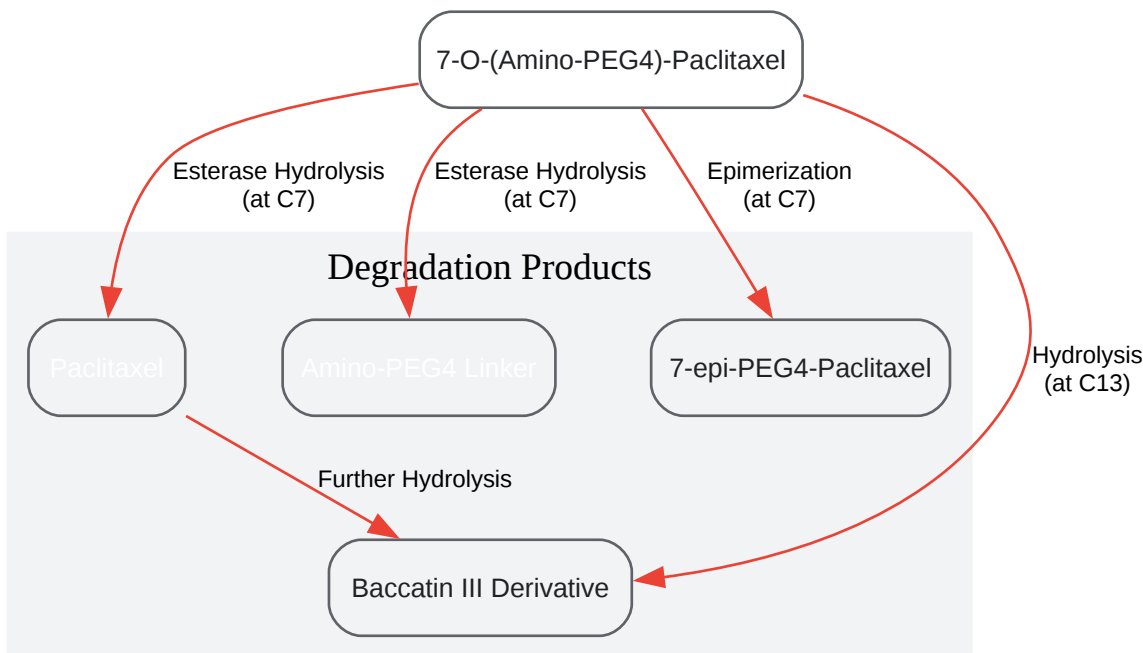 7-O-(Amino-PEG4)-Paclitaxel
Esterase Hydrolysis
(at C7)
Esterase Hydrolysis
(at C7)
Epimerization
(at C7)
Hydrolysis
(at C13)
Degradation Products
Paclitaxel
Amino-PEG4 Linker
7-epi-PEG4-Paclitaxel
Further Hydrolysis
Baccatin III Derivative